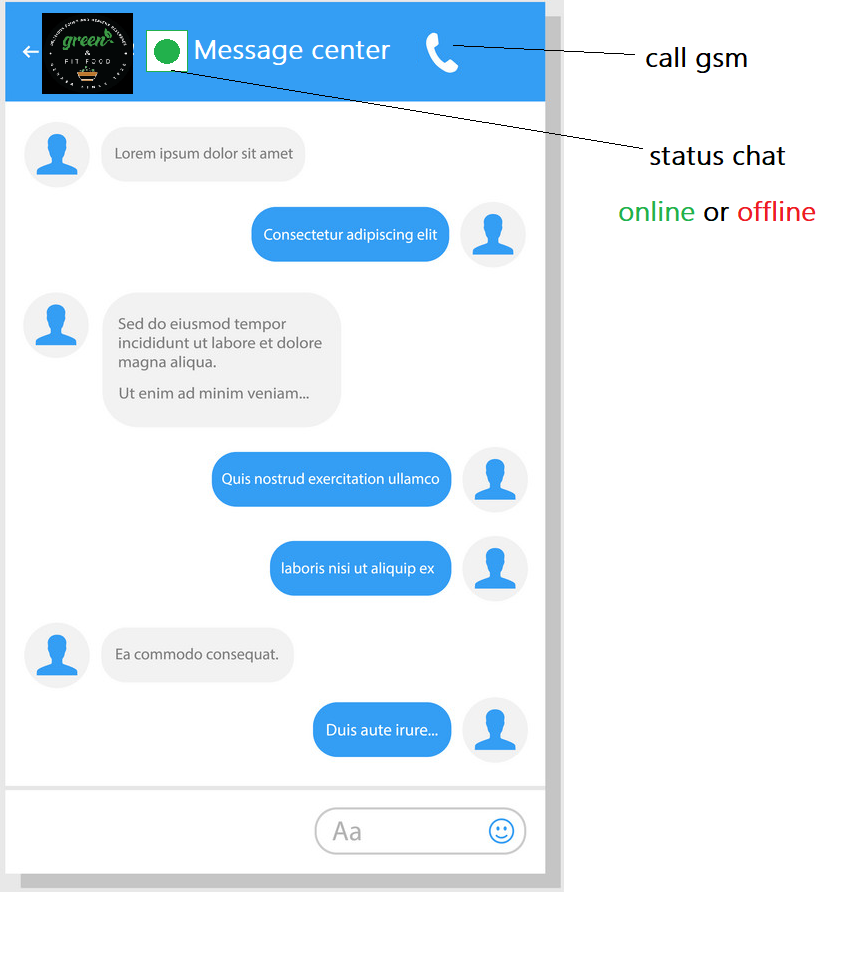 green
&
FIT FOOD
Message center
call gsm
status chat
online or offline
Lorem ipsum dolor sit amet
Consectetur adipiscing elit
Sed do eiusmod tempor
incididunt ut labore et dolore
magna aliqua.
Ut enim ad minim veniam...
Quis nostrud exercitation ullamco
laboris nisi ut aliquip ex
Ea commodo consequat.
Duis aute irure...
Aa